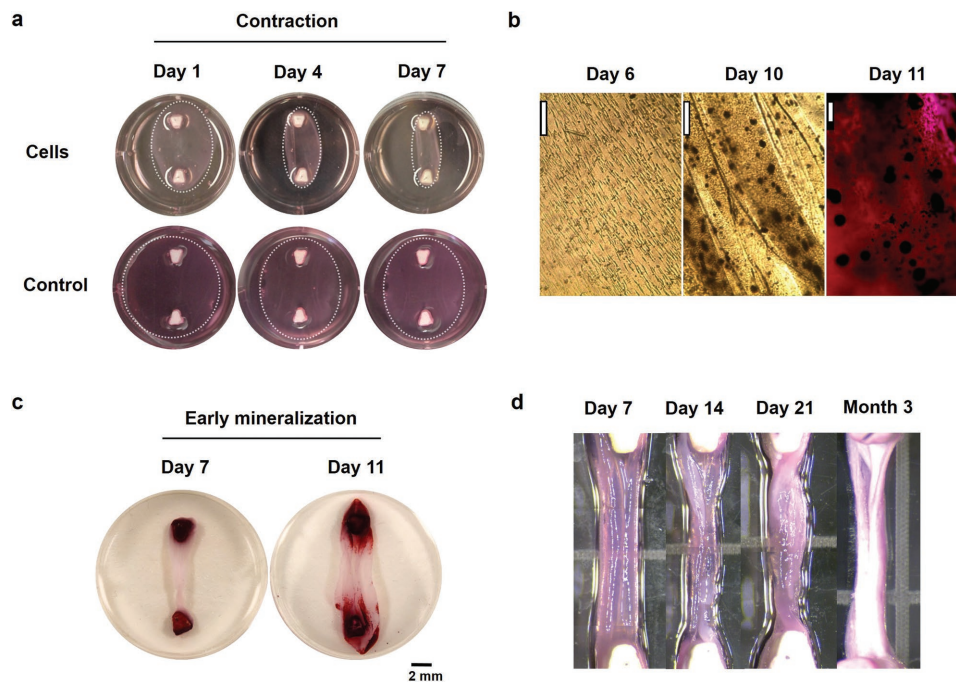 a
Contraction
Day 1 Day 4 Day 7
Cells
Control
b
Day 6 Day 10 Day 11
c
Early mineralization
Day 7 Day 11
2 mm
d
Day 7 Day 14 Day 21 Month 3